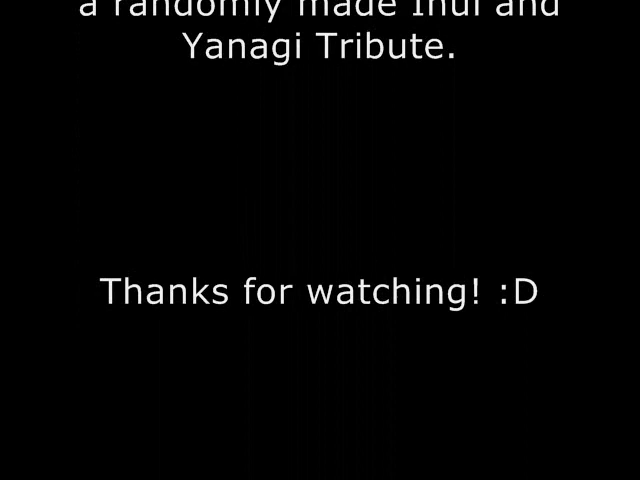 a randomly made Inui and
Yanagi Tribute.
Thanks for watching! :D